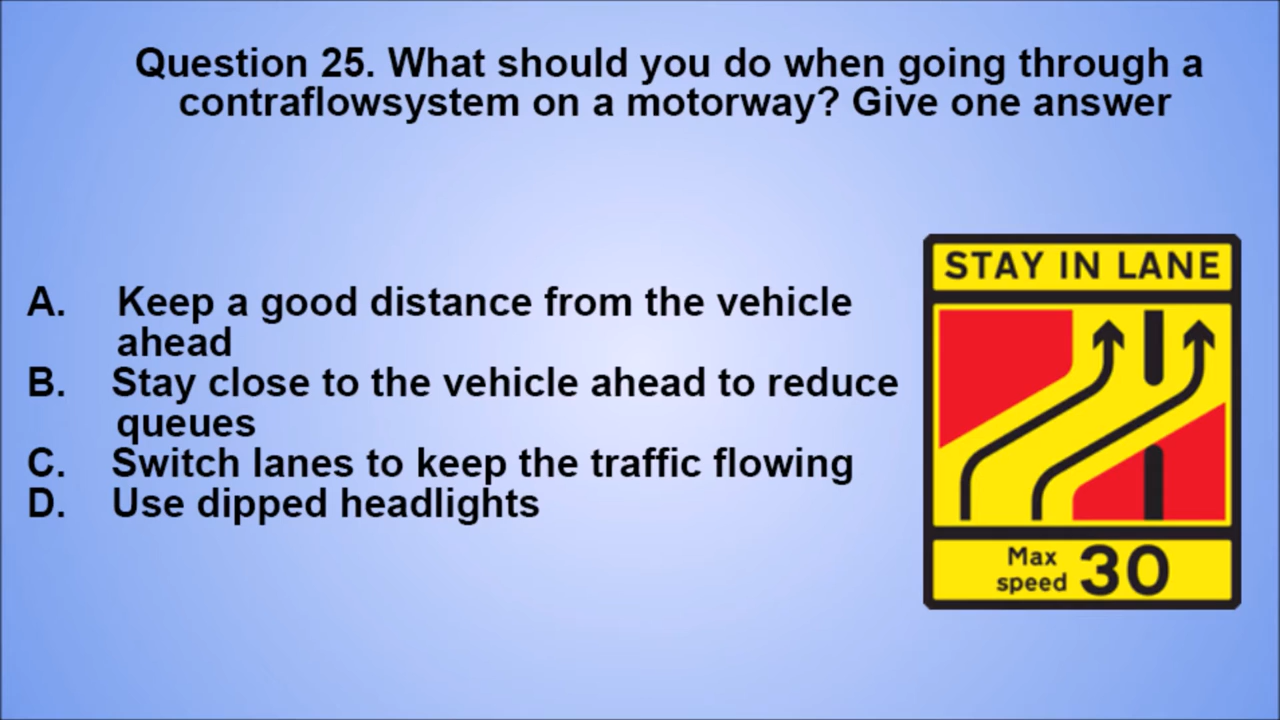 Question 25. What should you do when going through a
contraflowsystem on a motorway? Give one answer
A. Keep a good distance from the vehicle
ahead
B. Stay close to the vehicle ahead to reduce
queues
C. Switch lanes to keep the traffic flowing
D. Use dipped headlights
STAY IN LANE
Max
speed 30